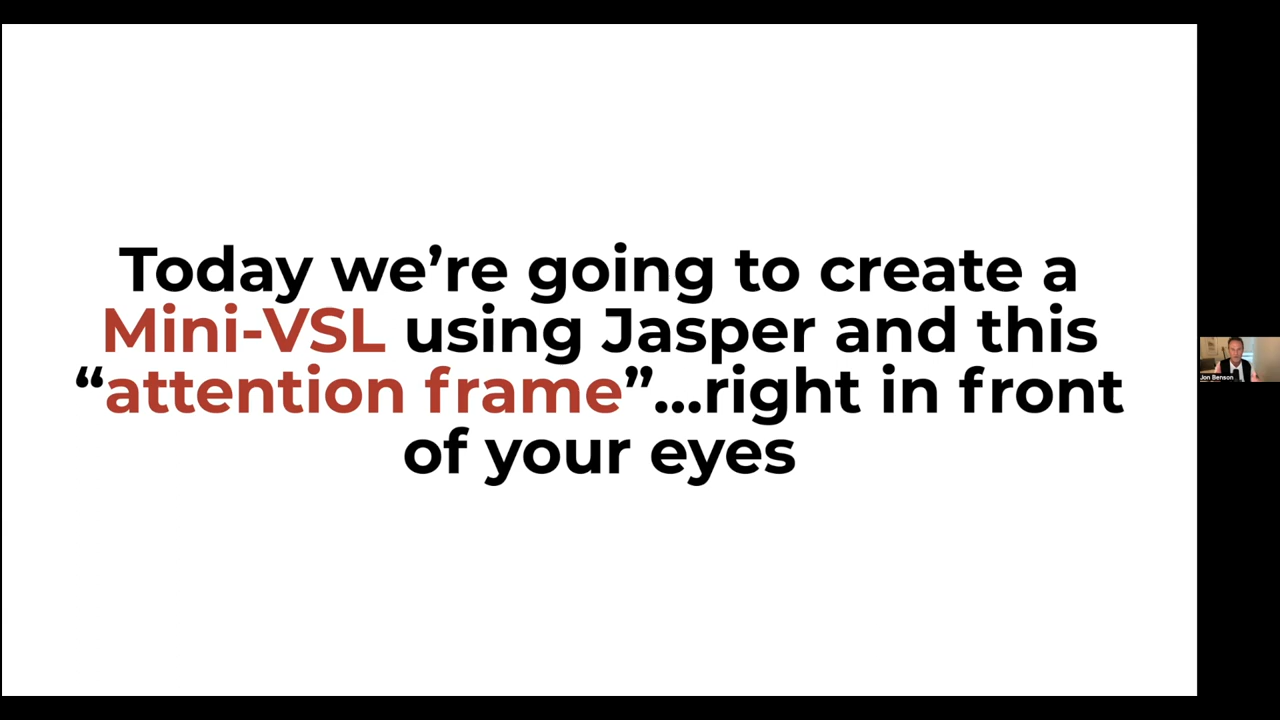 Today we’re going to create a
Mini-VSL using Jasper and this
“attention frame”...right in front
of your eyes
Jon Benson